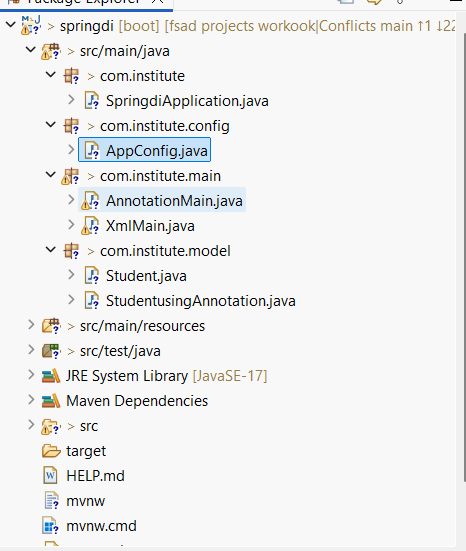 Package Explorer
> springdi [boot] [fsad projects workook|Conflicts main ↑1 ↓22
> src/main/java
> com.institute
> SpringdiApplication.java
> com.institute.config
> AppConfig.java
> com.institute.main
> AnnotationMain.java
> XmlMain.java
> com.institute.model
> Student.java
> StudentusingAnnotation.java
> src/main/resources
> src/test/java
JRE System Library [JavaSE-17]
Maven Dependencies
> src
target
HELP.md
mvnw
mvnw.cmd